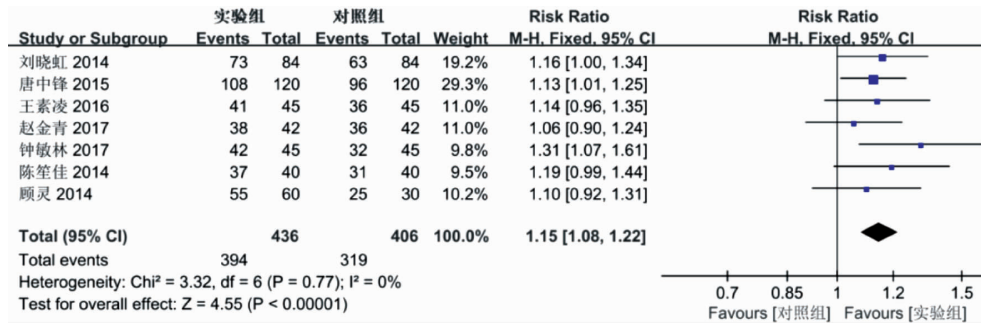 实验组 对照组 Risk Ratio Risk Ratio
Study or Subgroup Events Total Events Total Weight M-H, Fixed, 95% CI M-H, Fixed, 95% CI
刘晓虹 2014 73 84 63 84 19.2% 1.16 [1.00, 1.34]
唐中锋 2015 108 120 96 120 29.3% 1.13 [1.01, 1.25]
王素凌 2016 41 45 36 45 11.0% 1.14 [0.96, 1.35]
赵金青 2017 38 42 36 42 11.0% 1.06 [0.90, 1.24]
钟敏林 2017 42 45 32 45 9.8% 1.31 [1.07, 1.61]
陈笙佳 2014 37 40 31 40 9.5% 1.19 [0.99, 1.44]
顾灵 2014 55 60 25 30 10.2% 1.10 [0.92, 1.31]
Total (95% CI) 436 406 100.0% 1.15 [1.08, 1.22]
Total events 394 319
Heterogeneity: Chi² = 3.32, df = 6 (P = 0.77); I² = 0%
Test for overall effect: Z = 4.55 (P < 0.00001)
0.7 0.85 1 1.2 1.5
Favours [对照组] Favours [实验组]